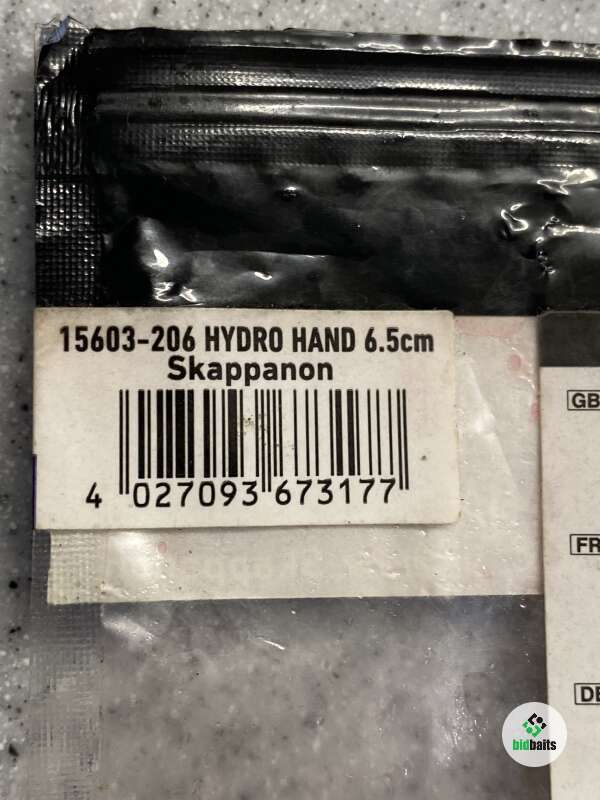 15603-206 HYDRO HAND 6.5cm
Skappanon
4 027093 673177
GB
FR
DE
bidbaits